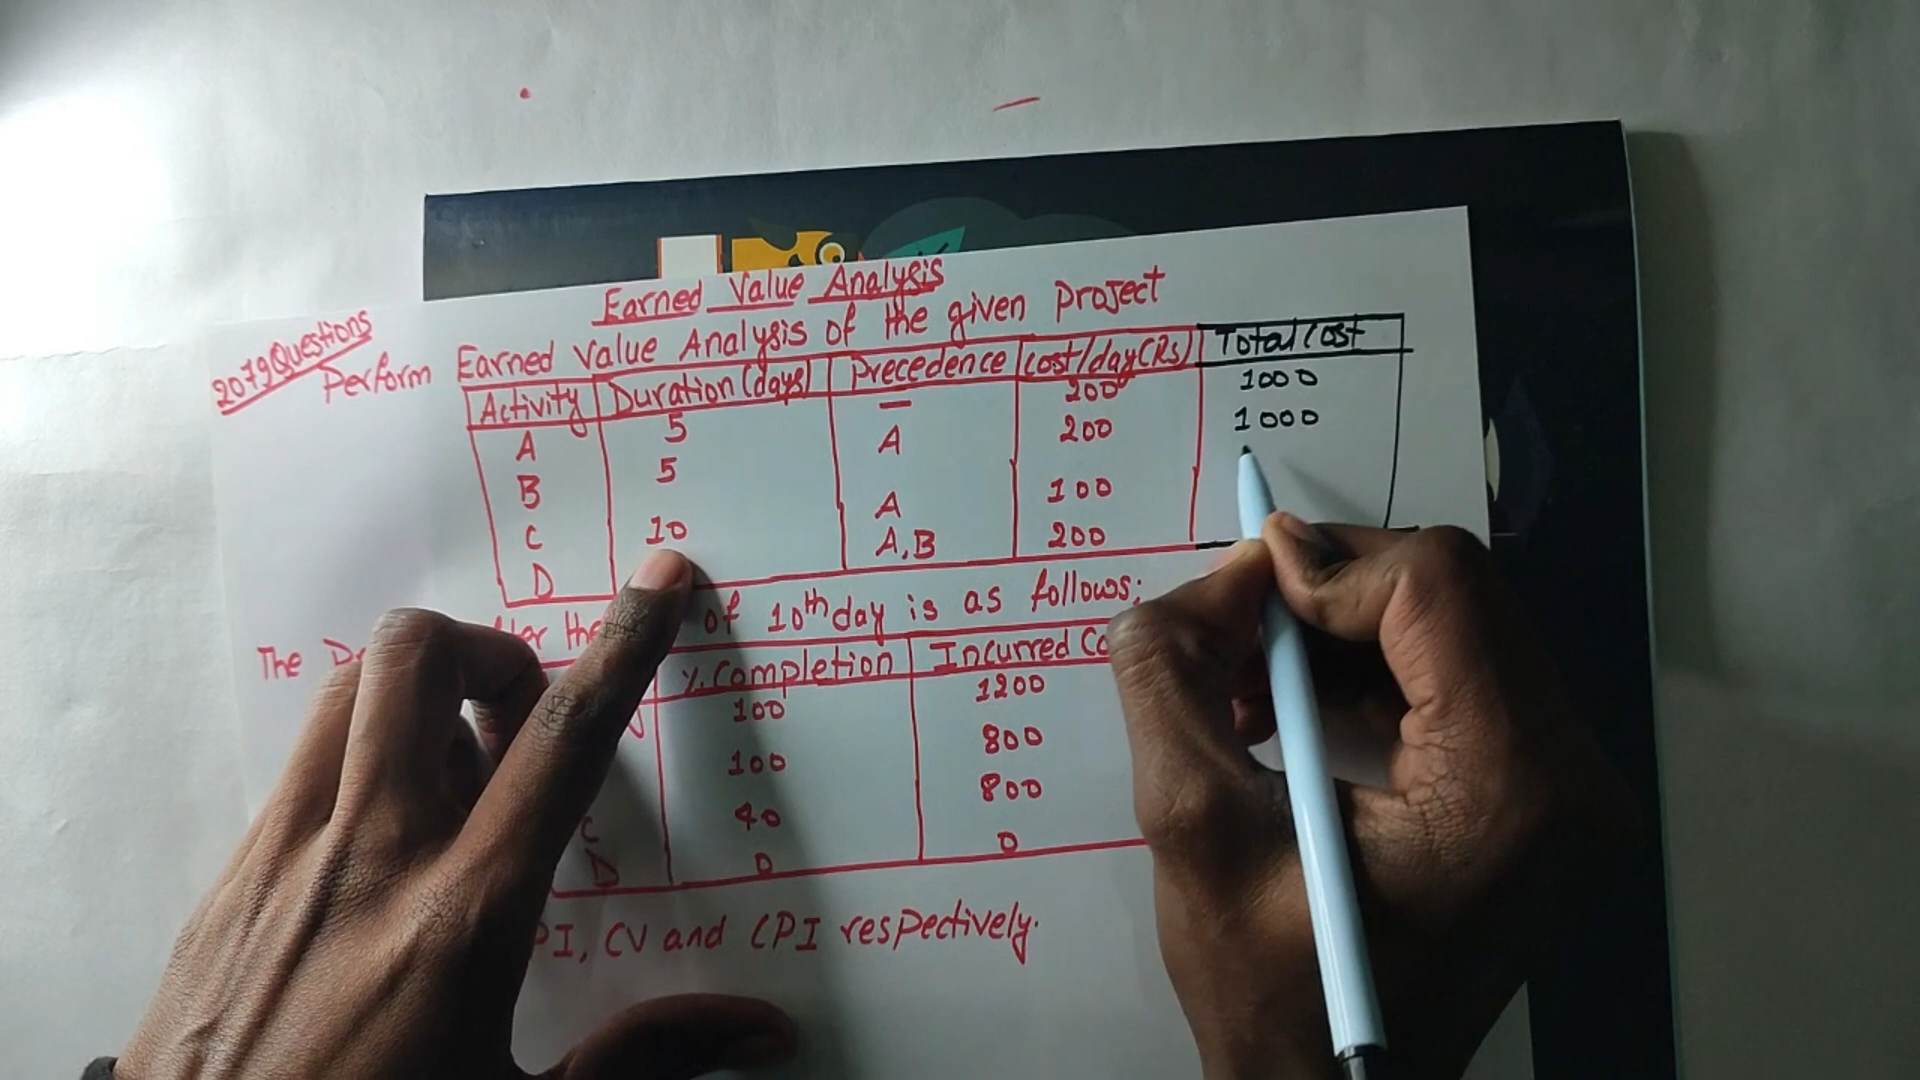 Earned Value Analysis
2079 Questions
Perform Earned Value Analysis of the given project
Activity Duration (days) Precedence Cost/day (Rs) Total Cost
A 5 — 200 1000
B 5 A 200 1000
C 10 A 100
D A,B 200
The of 10th day is as follows:
% Completion Incurred
100 1200
100 800
C 40 800
D 0 0
CV and CPI respectively.